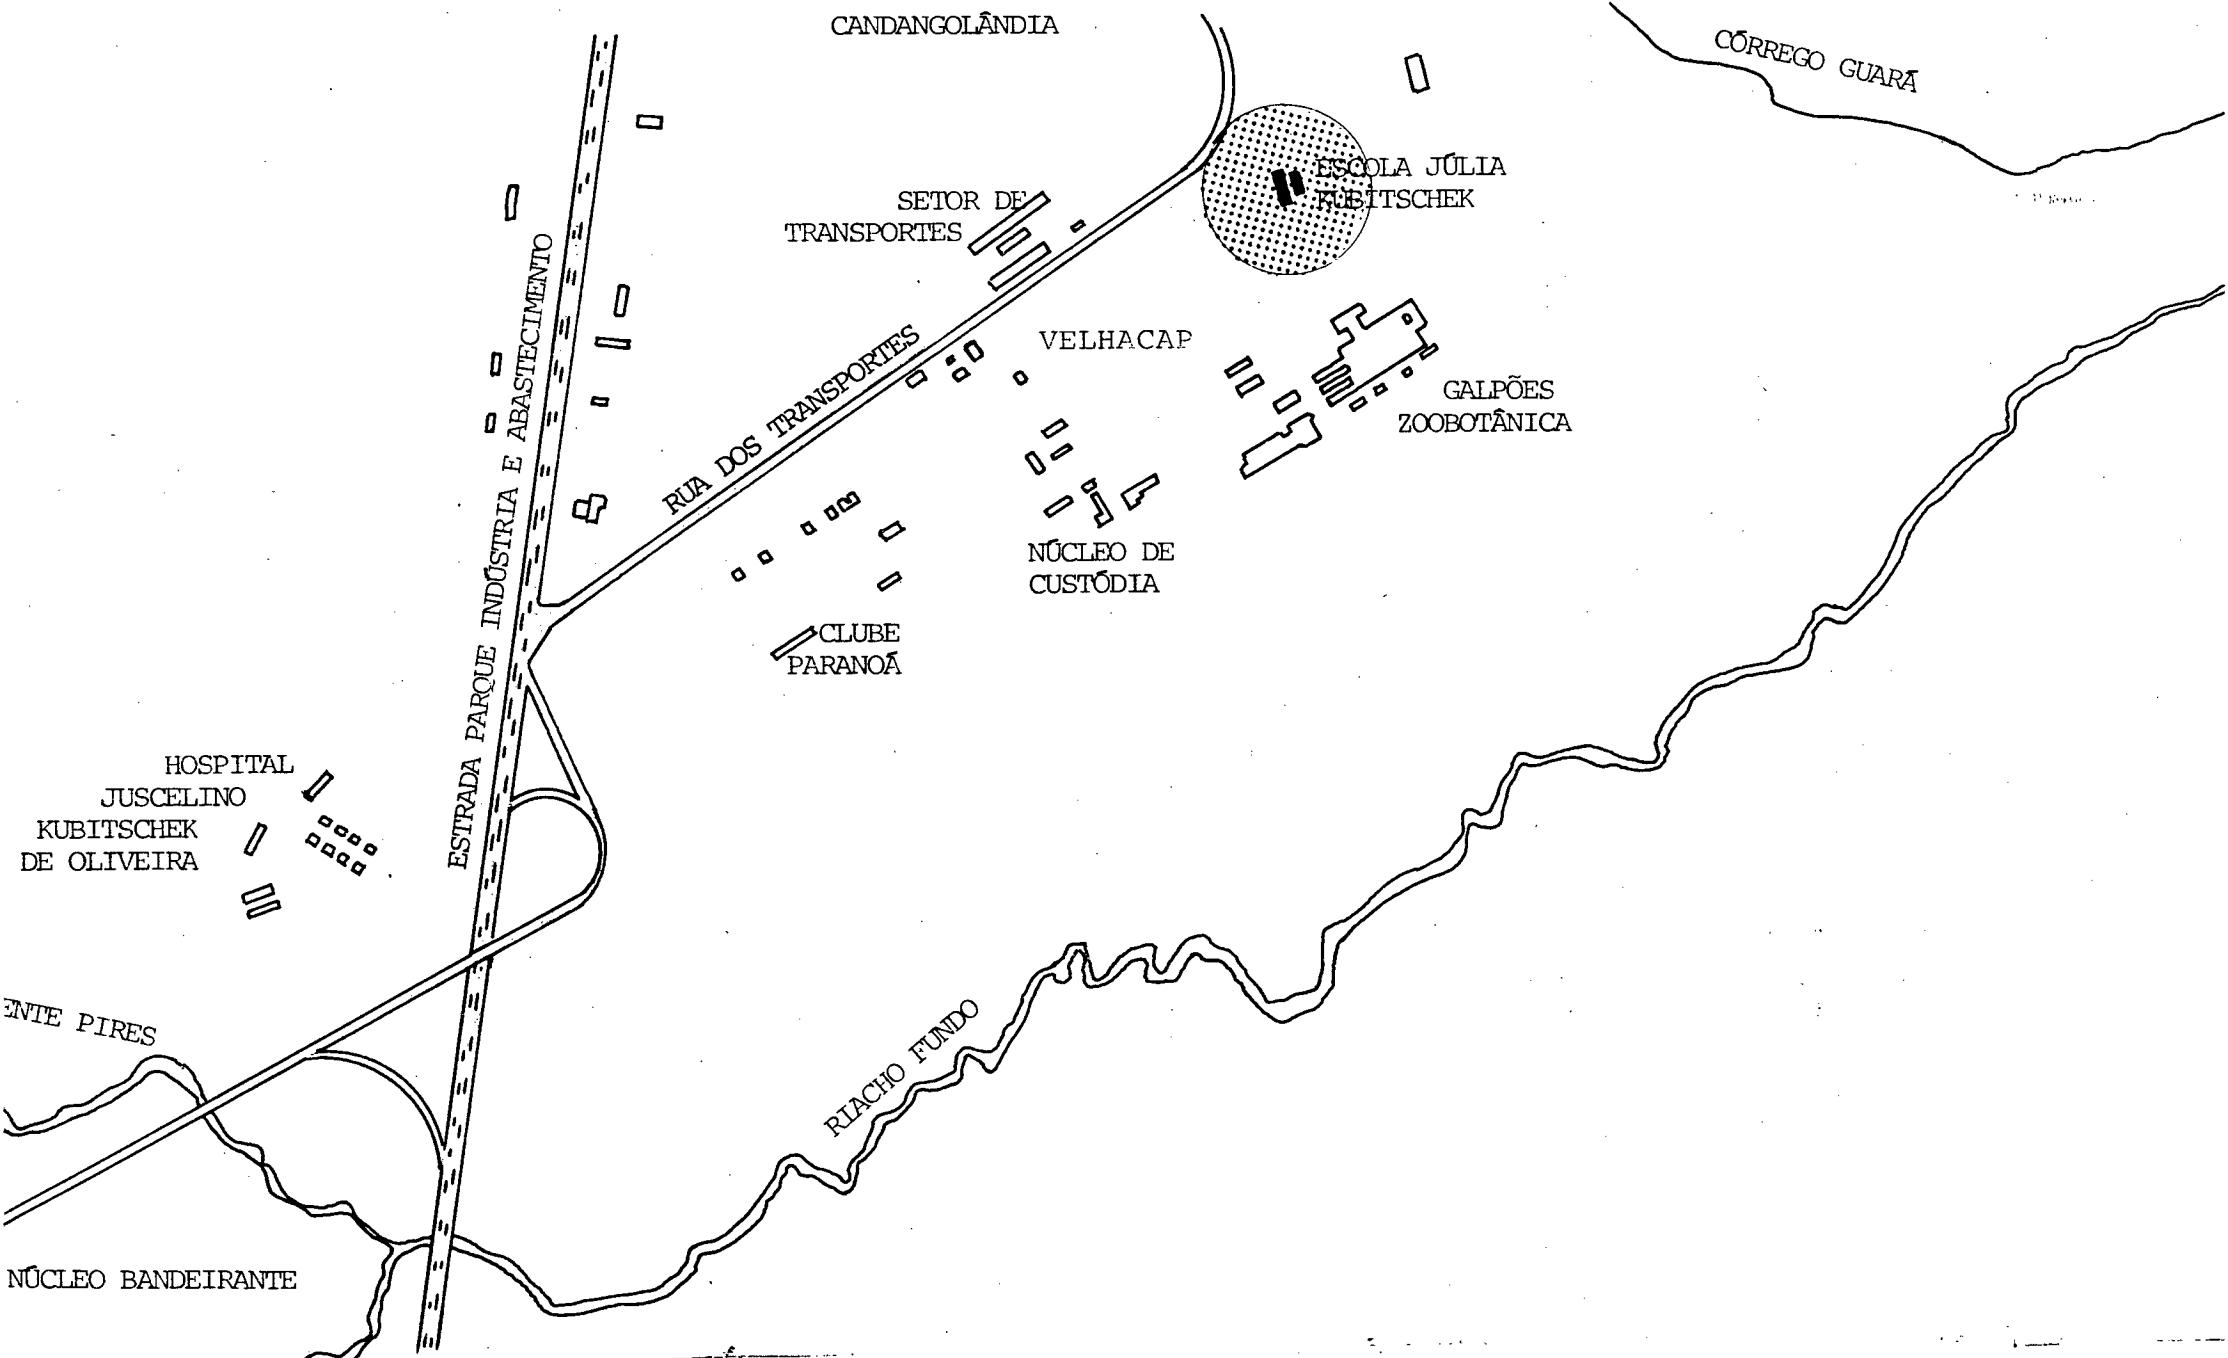 CANDANGOLÂNDIA
CÓRREGO GUARÁ
ESCOLA JÚLIA
KUBITSCHEK
SETOR DE
TRANSPORTES
VELHACAP
RUA DOS TRANSPORTES
ESTRADA PARQUE INDÚSTRIA E ABASTECIMENTO
GALPÕES
ZOOBOTÂNICA
NÚCLEO DE
CUSTÓDIA
CLUBE
PARANOÁ
HOSPITAL
JUSCELINO
KUBITSCHEK
DE OLIVEIRA
ENTE PIRES
RIACHO FUNDO
NÚCLEO BANDEIRANTE